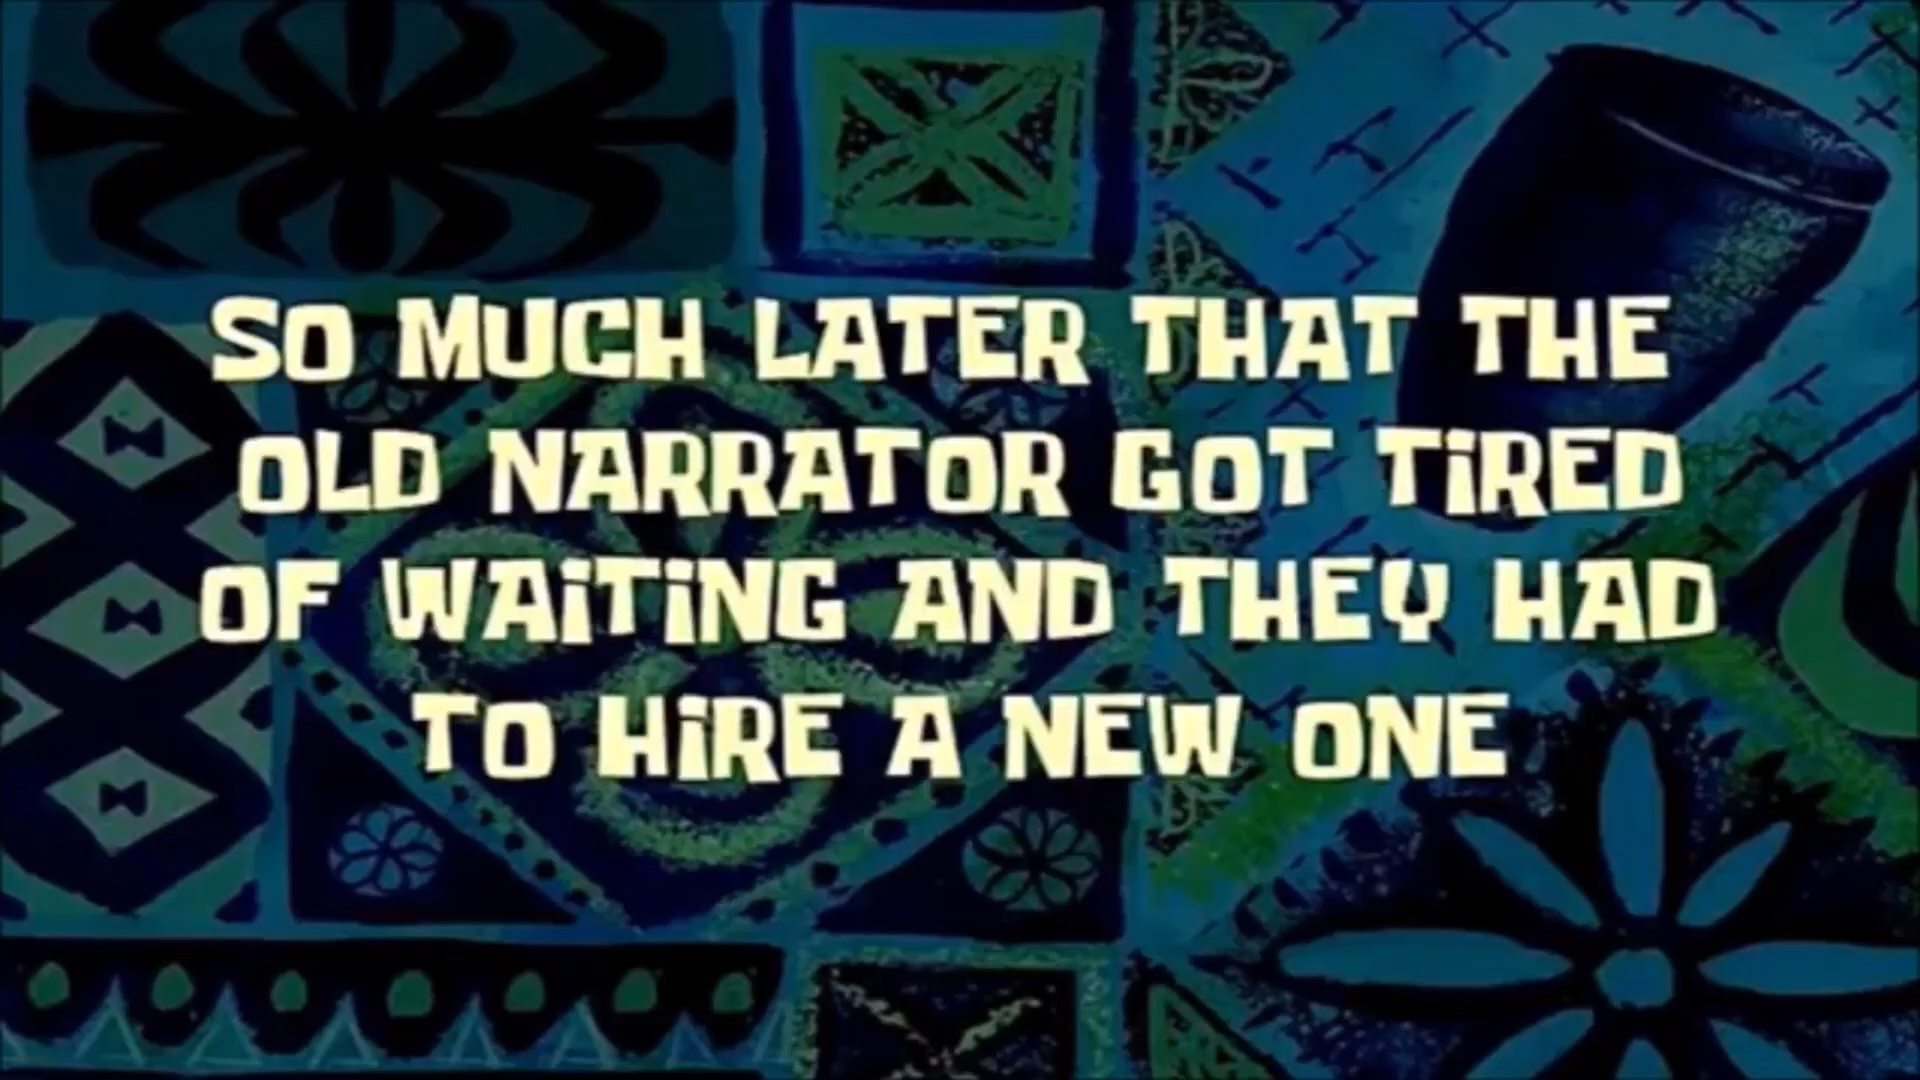 SO MUCH LATER THAT THE
OLD NARRATOR GOT TiRED
OF WAiTiNG AND THEY HAD
TO HiRE A NEW ONE